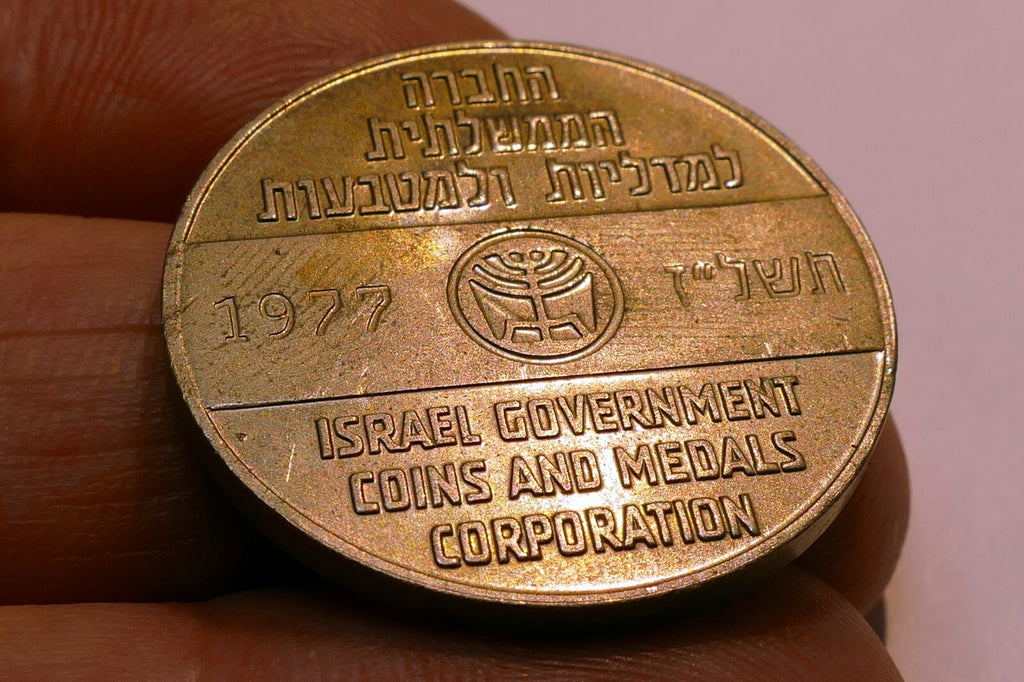 החברה
הממשלתית
למדליות ולמטבעות
1977 תשל״ז
ISRAEL GOVERNMENT
COINS AND MEDALS
CORPORATION